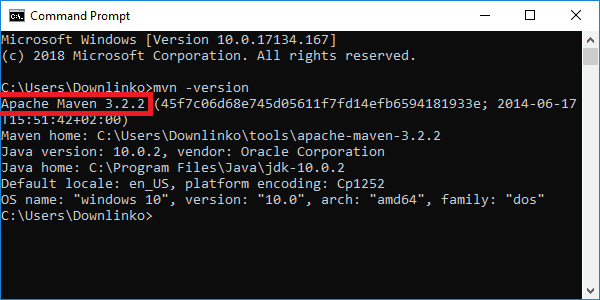 Command Prompt
Microsoft Windows [Version 10.0.17134.167]
(c) 2018 Microsoft Corporation. All rights reserved.
C:\Users\Downlinko>mvn -version
Apache Maven 3.2.2 (45f7c06d68e745d05611f7fd14efb6594181933e; 2014-06-17
T15:51:42+02:00)
Maven home: C:\Users\Downlinko\tools\apache-maven-3.2.2
Java version: 10.0.2, vendor: Oracle Corporation
Java home: C:\Program Files\Java\jdk-10.0.2
Default locale: en_US, platform encoding: Cp1252
OS name: "windows 10", version: "10.0", arch: "amd64", family: "dos"
C:\Users\Downlinko>